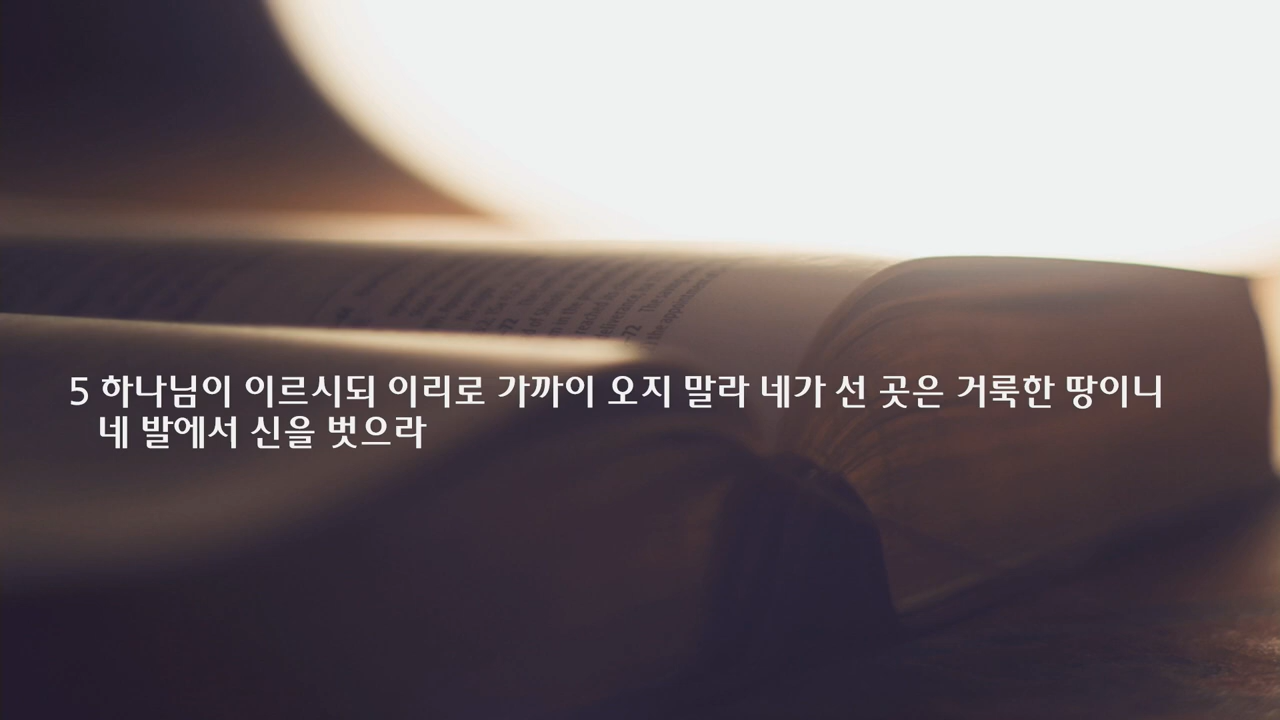 5 하나님이 이르시되 이리로 가까이 오지 말라 네가 선 곳은 거룩한 땅이니
네 발에서 신을 벗으라